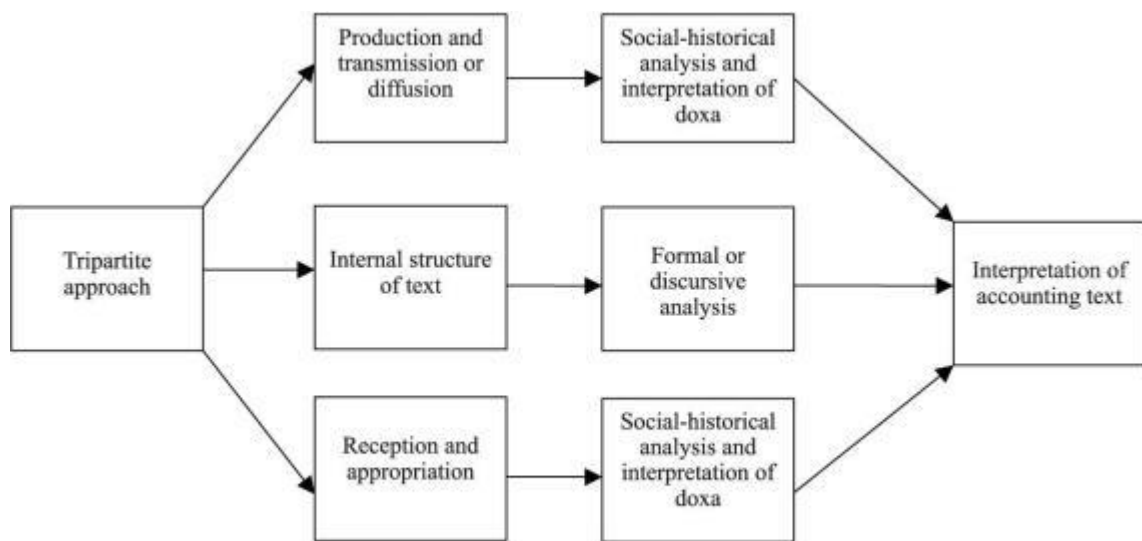 Production and
transmission or
diffusion
Social-historical
analysis and
interpretation of
doxa
Tripartite
approach
Internal structure
of text
Formal or
discursive
analysis
Interpretation of
accounting text
Reception and
appropriation
Social-historical
analysis and
interpretation of
doxa